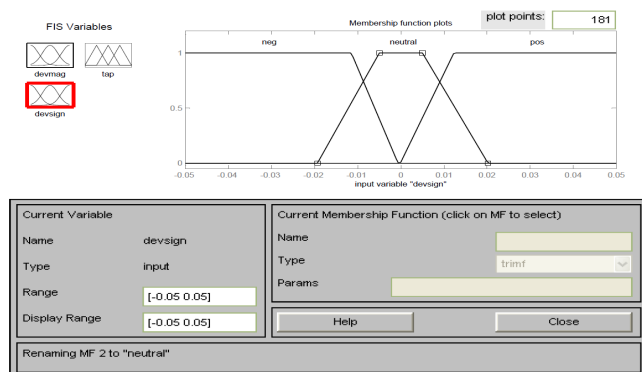 FIS Variables
devmag
tap
devsign
Membership function plots
plot points:
181
neg
neutral
pos
1
0.5
0
-0.05
-0.04
-0.03
-0.02
-0.01
0
0.01
0.02
0.03
0.04
0.05
input variable "devsign"
Current Variable
Name
devsign
Type
input
Range
[-0.05 0.05]
Display Range
[-0.05 0.05]
Current Membership Function (click on MF to select)
Name
Type
trimf
Params
Help
Close
Renaming MF 2 to "neutral"